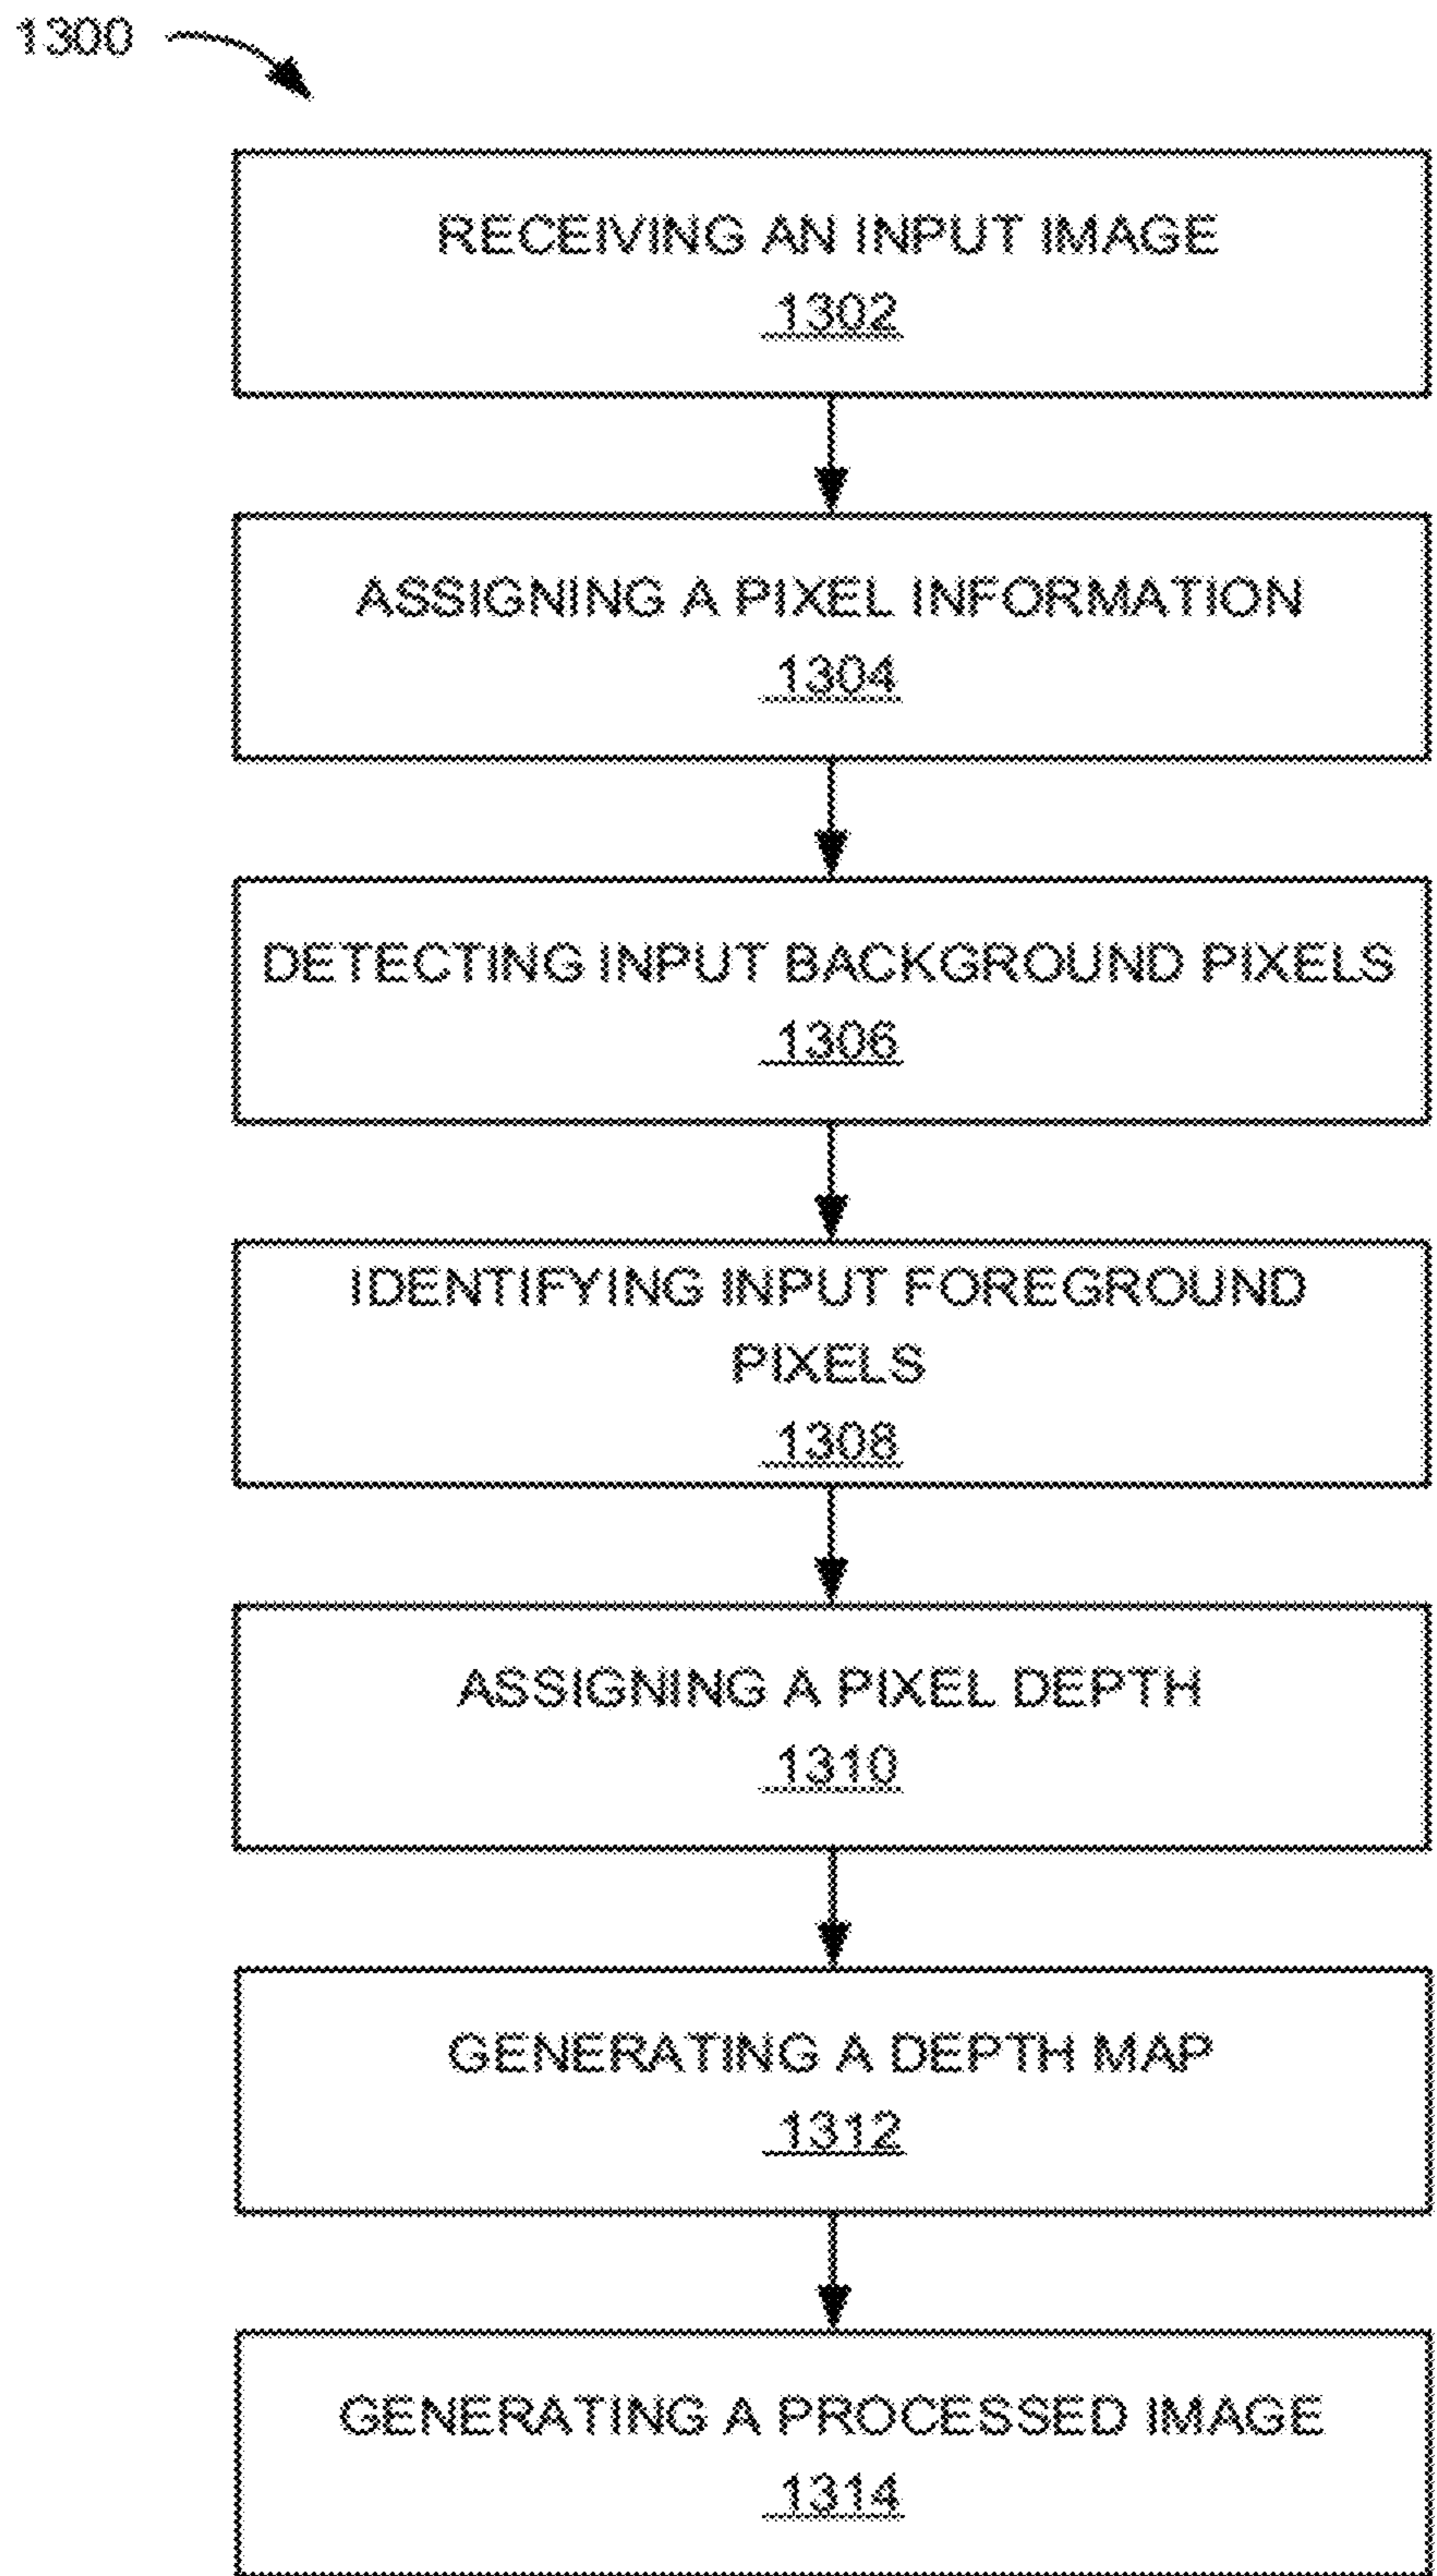 1300
RECEIVING AN INPUT IMAGE
1302
ASSIGNING A PIXEL INFORMATION
1304
DETECTING INPUT BACKGROUND PIXELS
1306
IDENTIFYING INPUT FOREGROUND
PIXELS
1308
ASSIGNING A PIXEL DEPTH
1310
GENERATING A DEPTH MAP
1312
GENERATING A PROCESSED IMAGE
1314